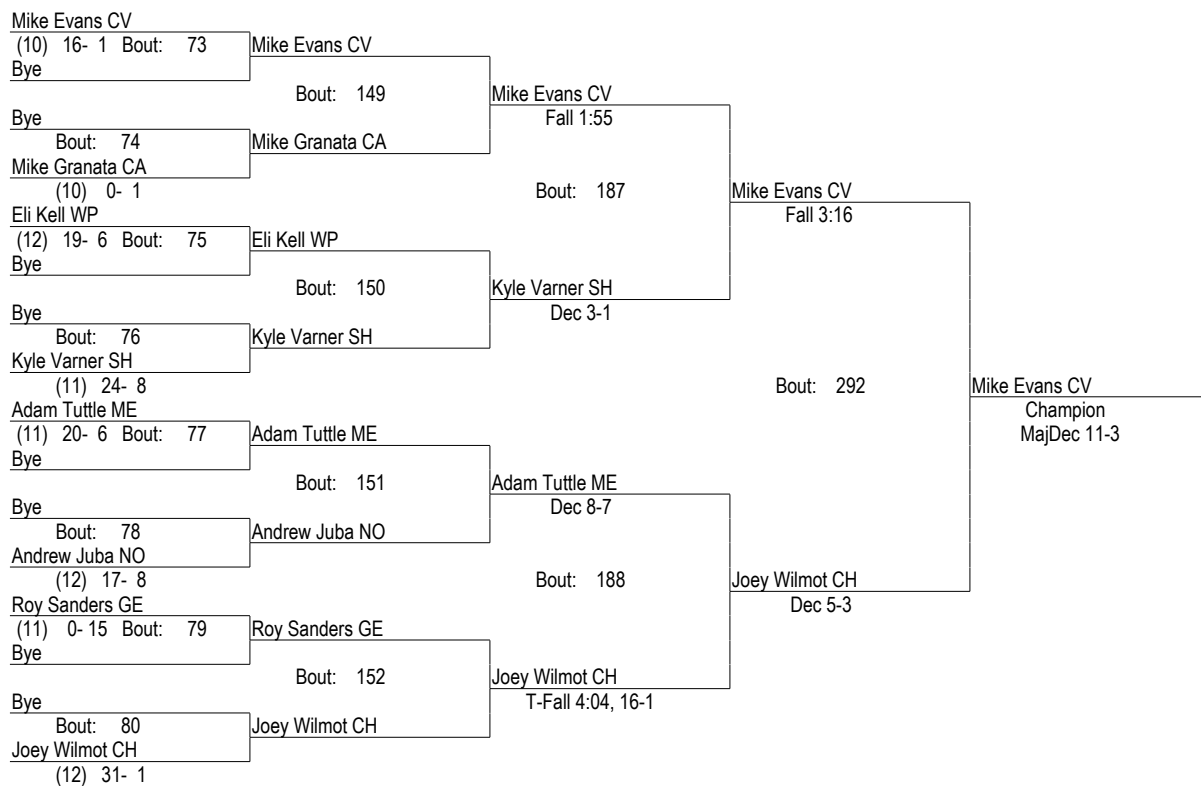 Mike Evans CV
(10) 16- 1 Bout: 73
Bye
Bye
Bout: 74
Mike Granata CA
(10) 0- 1
Eli Kell WP
(12) 19- 6 Bout: 75
Bye
Bye
Bout: 76
Kyle Varner SH
(11) 24- 8
Adam Tuttle ME
(11) 20- 6 Bout: 77
Bye
Bye
Bout: 78
Andrew Juba NO
(12) 17- 8
Roy Sanders GE
(11) 0- 15 Bout: 79
Bye
Bye
Bout: 80
Joey Wilmot CH
(12) 31- 1
Mike Evans CV
Bout: 149
Mike Granata CA
Eli Kell WP
Bout: 150
Kyle Varner SH
Adam Tuttle ME
Bout: 151
Andrew Juba NO
Roy Sanders GE
Bout: 152
Joey Wilmot CH
Mike Evans CV
Fall 1:55
Bout: 187
Kyle Varner SH
Dec 3-1
Adam Tuttle ME
Dec 8-7
Bout: 188
Joey Wilmot CH
T-Fall 4:04, 16-1
Mike Evans CV
Fall 3:16
Bout: 292
Joey Wilmot CH
Dec 5-3
Mike Evans CV
Champion
MajDec 11-3